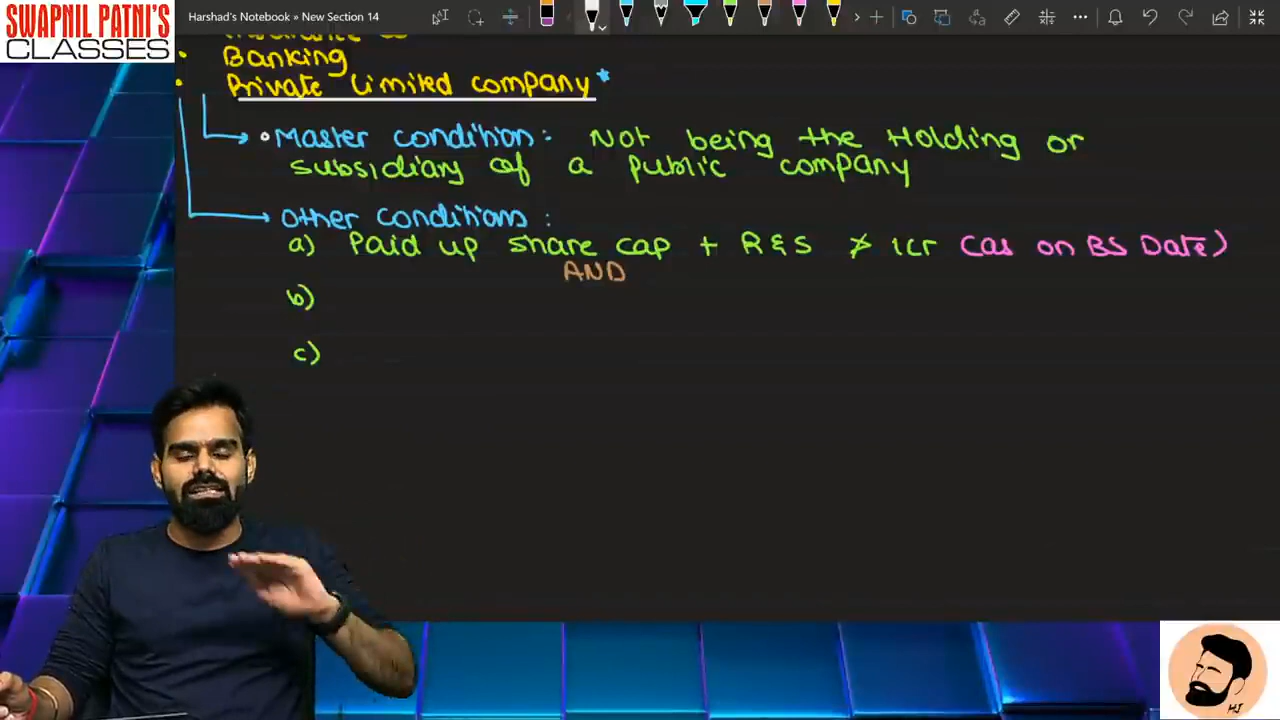 SWAPNIL PATNI'S
CLASSES
Harshad's Notebook » New Section 14
• Banking
• Private limited company*
• Master condition: Not being the Holding or
subsidiary of a public company
Other conditions:
a) Paid up share cap + R & S ≯ 1cr (as on BS Date)
AND
b)
c)
HJ